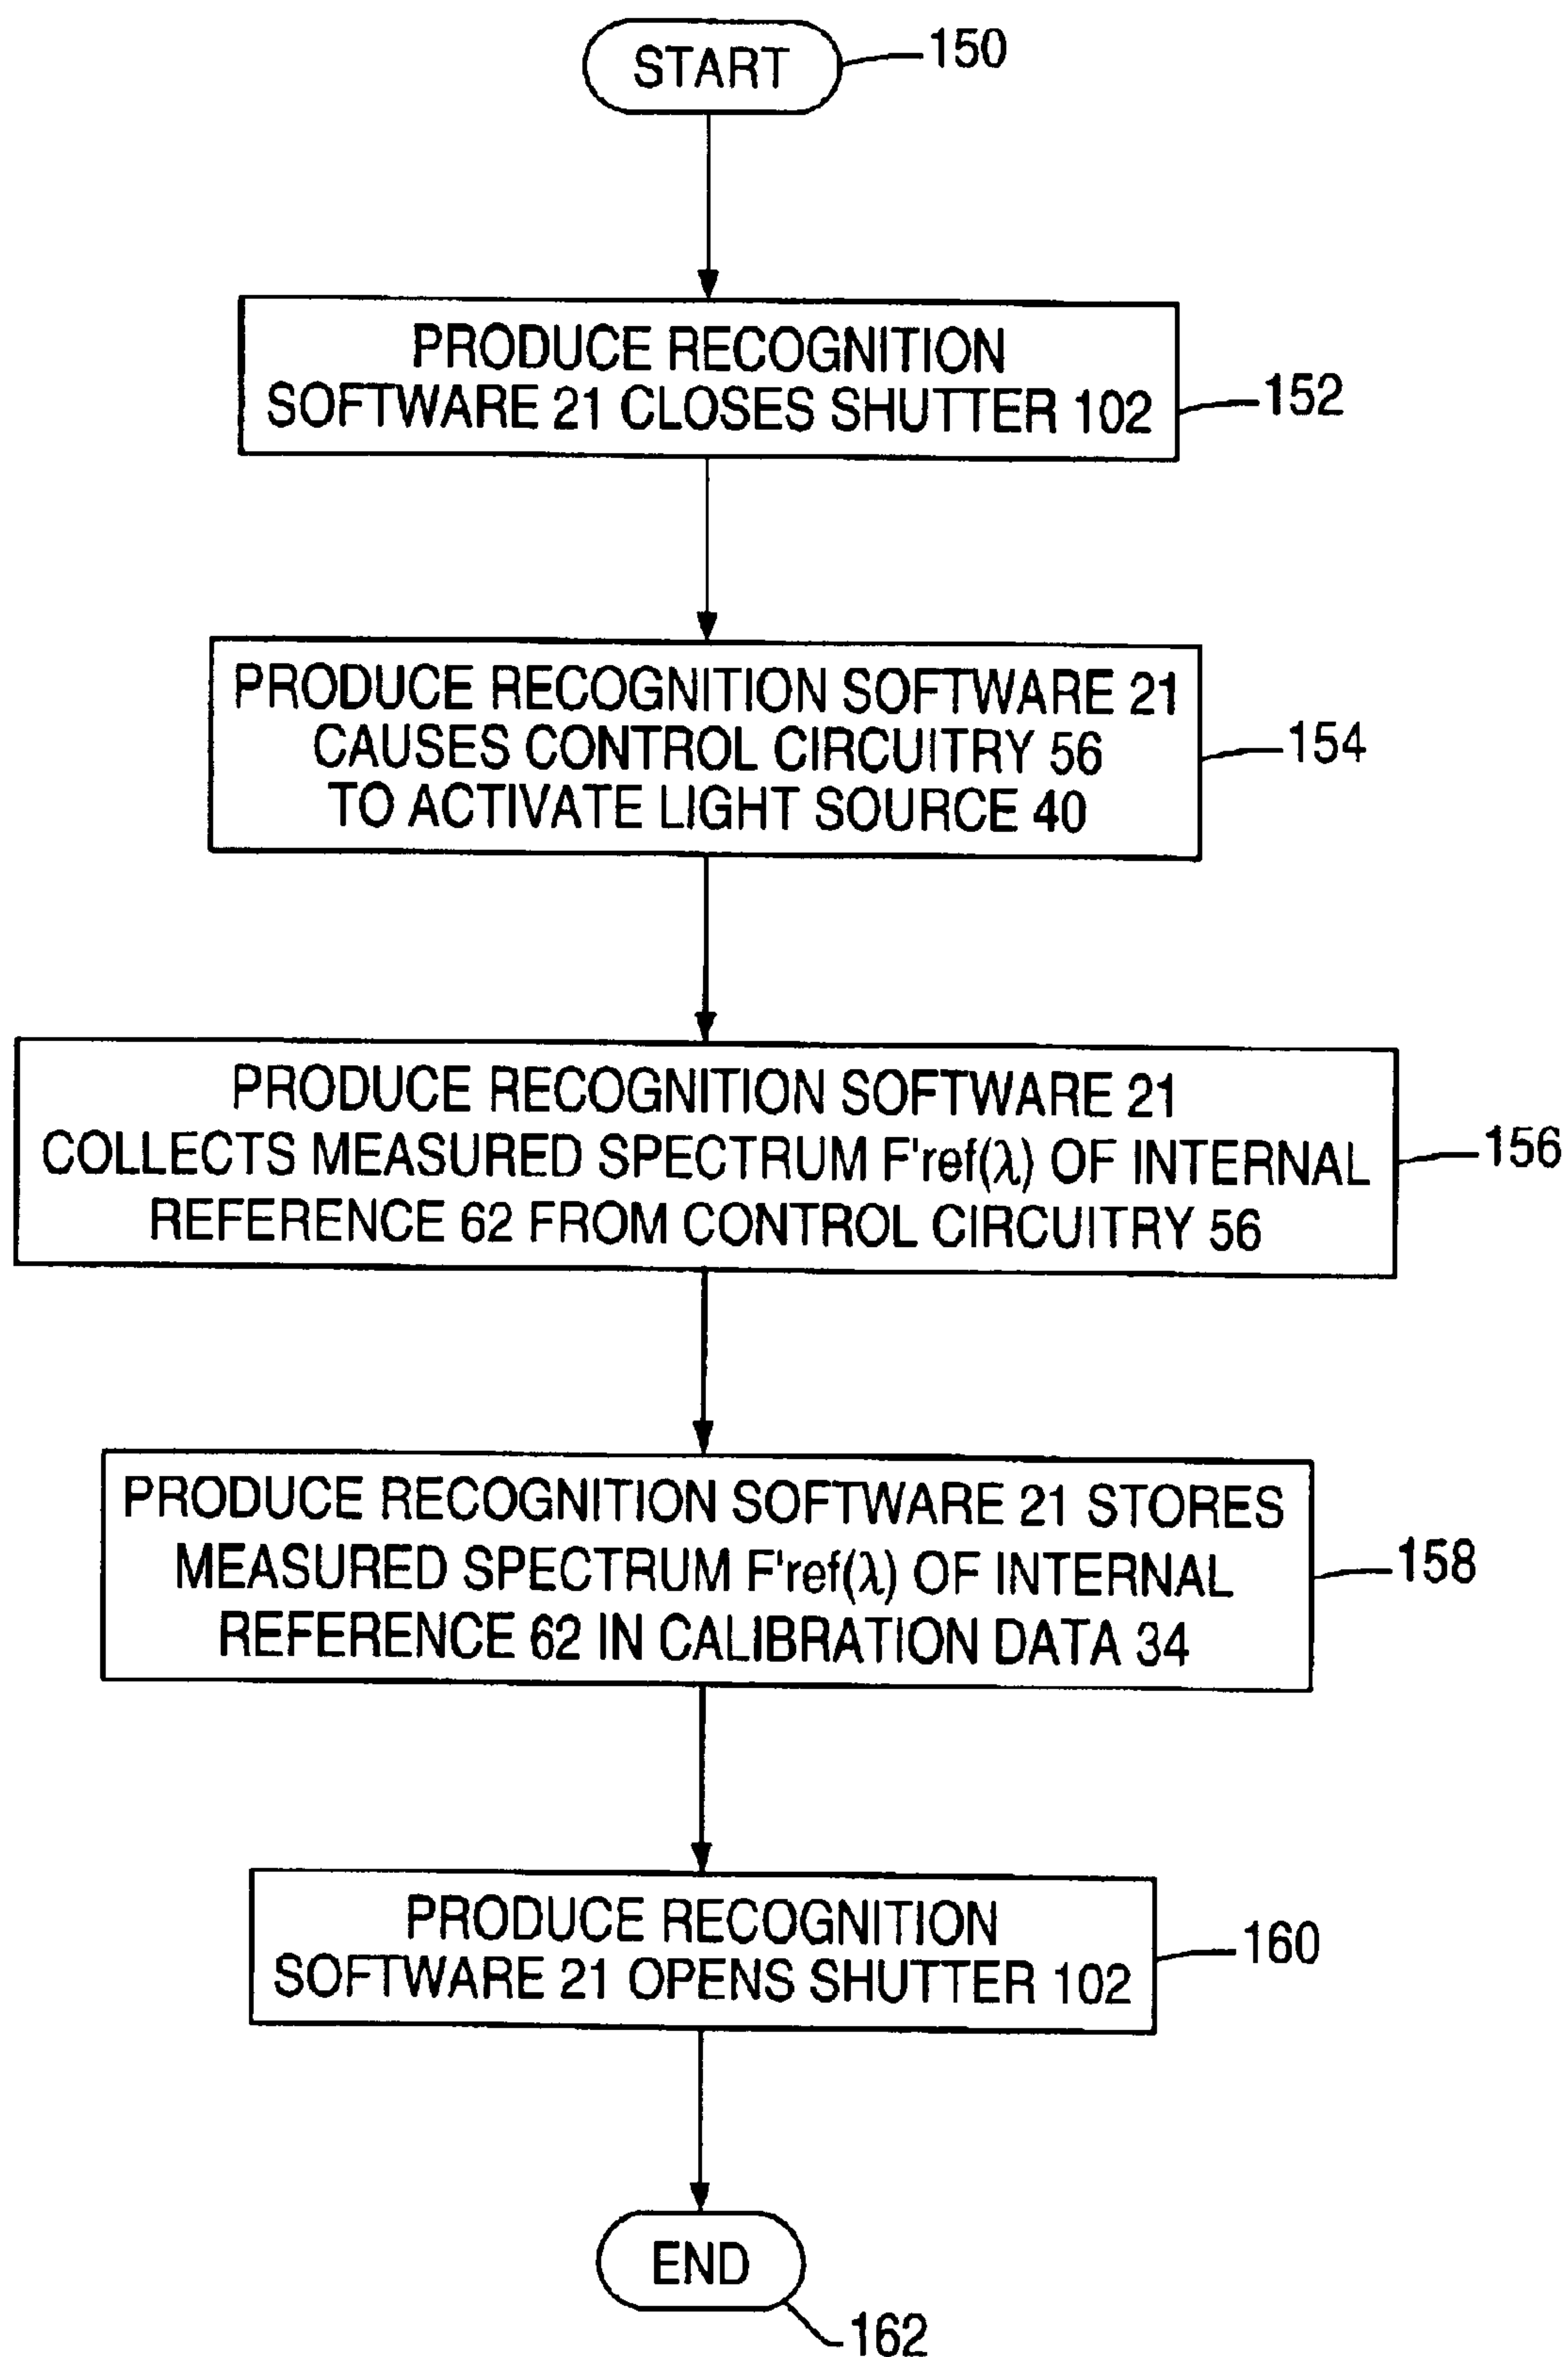 START
150
PRODUCE RECOGNITION
SOFTWARE 21 CLOSES SHUTTER 102
152
PRODUCE RECOGNITION SOFTWARE 21
CAUSES CONTROL CIRCUITRY 56
TO ACTIVATE LIGHT SOURCE 40
154
PRODUCE RECOGNITION SOFTWARE 21
COLLECTS MEASURED SPECTRUM F'ref(λ) OF INTERNAL
REFERENCE 62 FROM CONTROL CIRCUITRY 56
156
PRODUCE RECOGNITION SOFTWARE 21 STORES
MEASURED SPECTRUM F'ref(λ) OF INTERNAL
REFERENCE 62 IN CALIBRATION DATA 34
158
PRODUCE RECOGNITION
SOFTWARE 21 OPENS SHUTTER 102
160
END
162